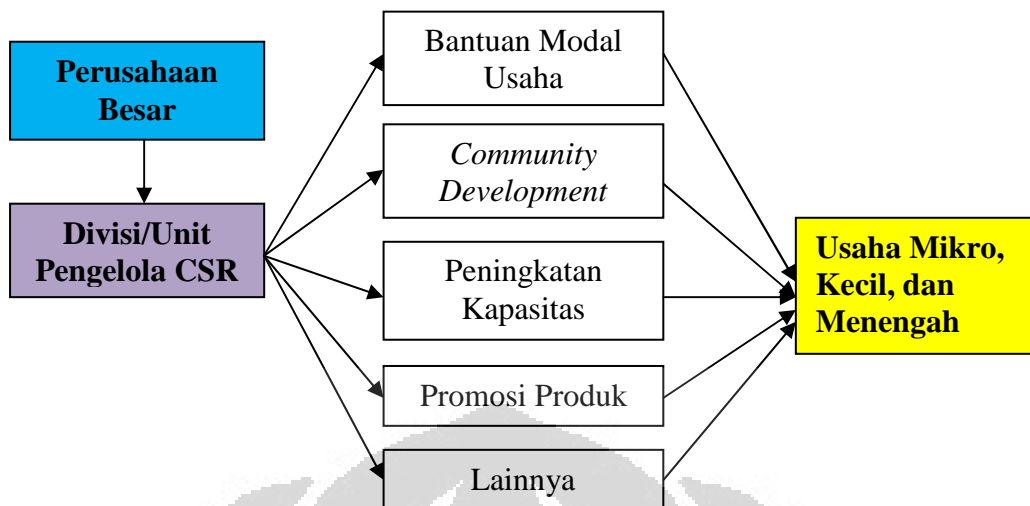 Perusahaan
Besar
Divisi/Unit
Pengelola CSR
Bantuan Modal
Usaha
Community
Development
Peningkatan
Kapasitas
Promosi Produk
Lainnya
Usaha Mikro,
Kecil, dan
Menengah